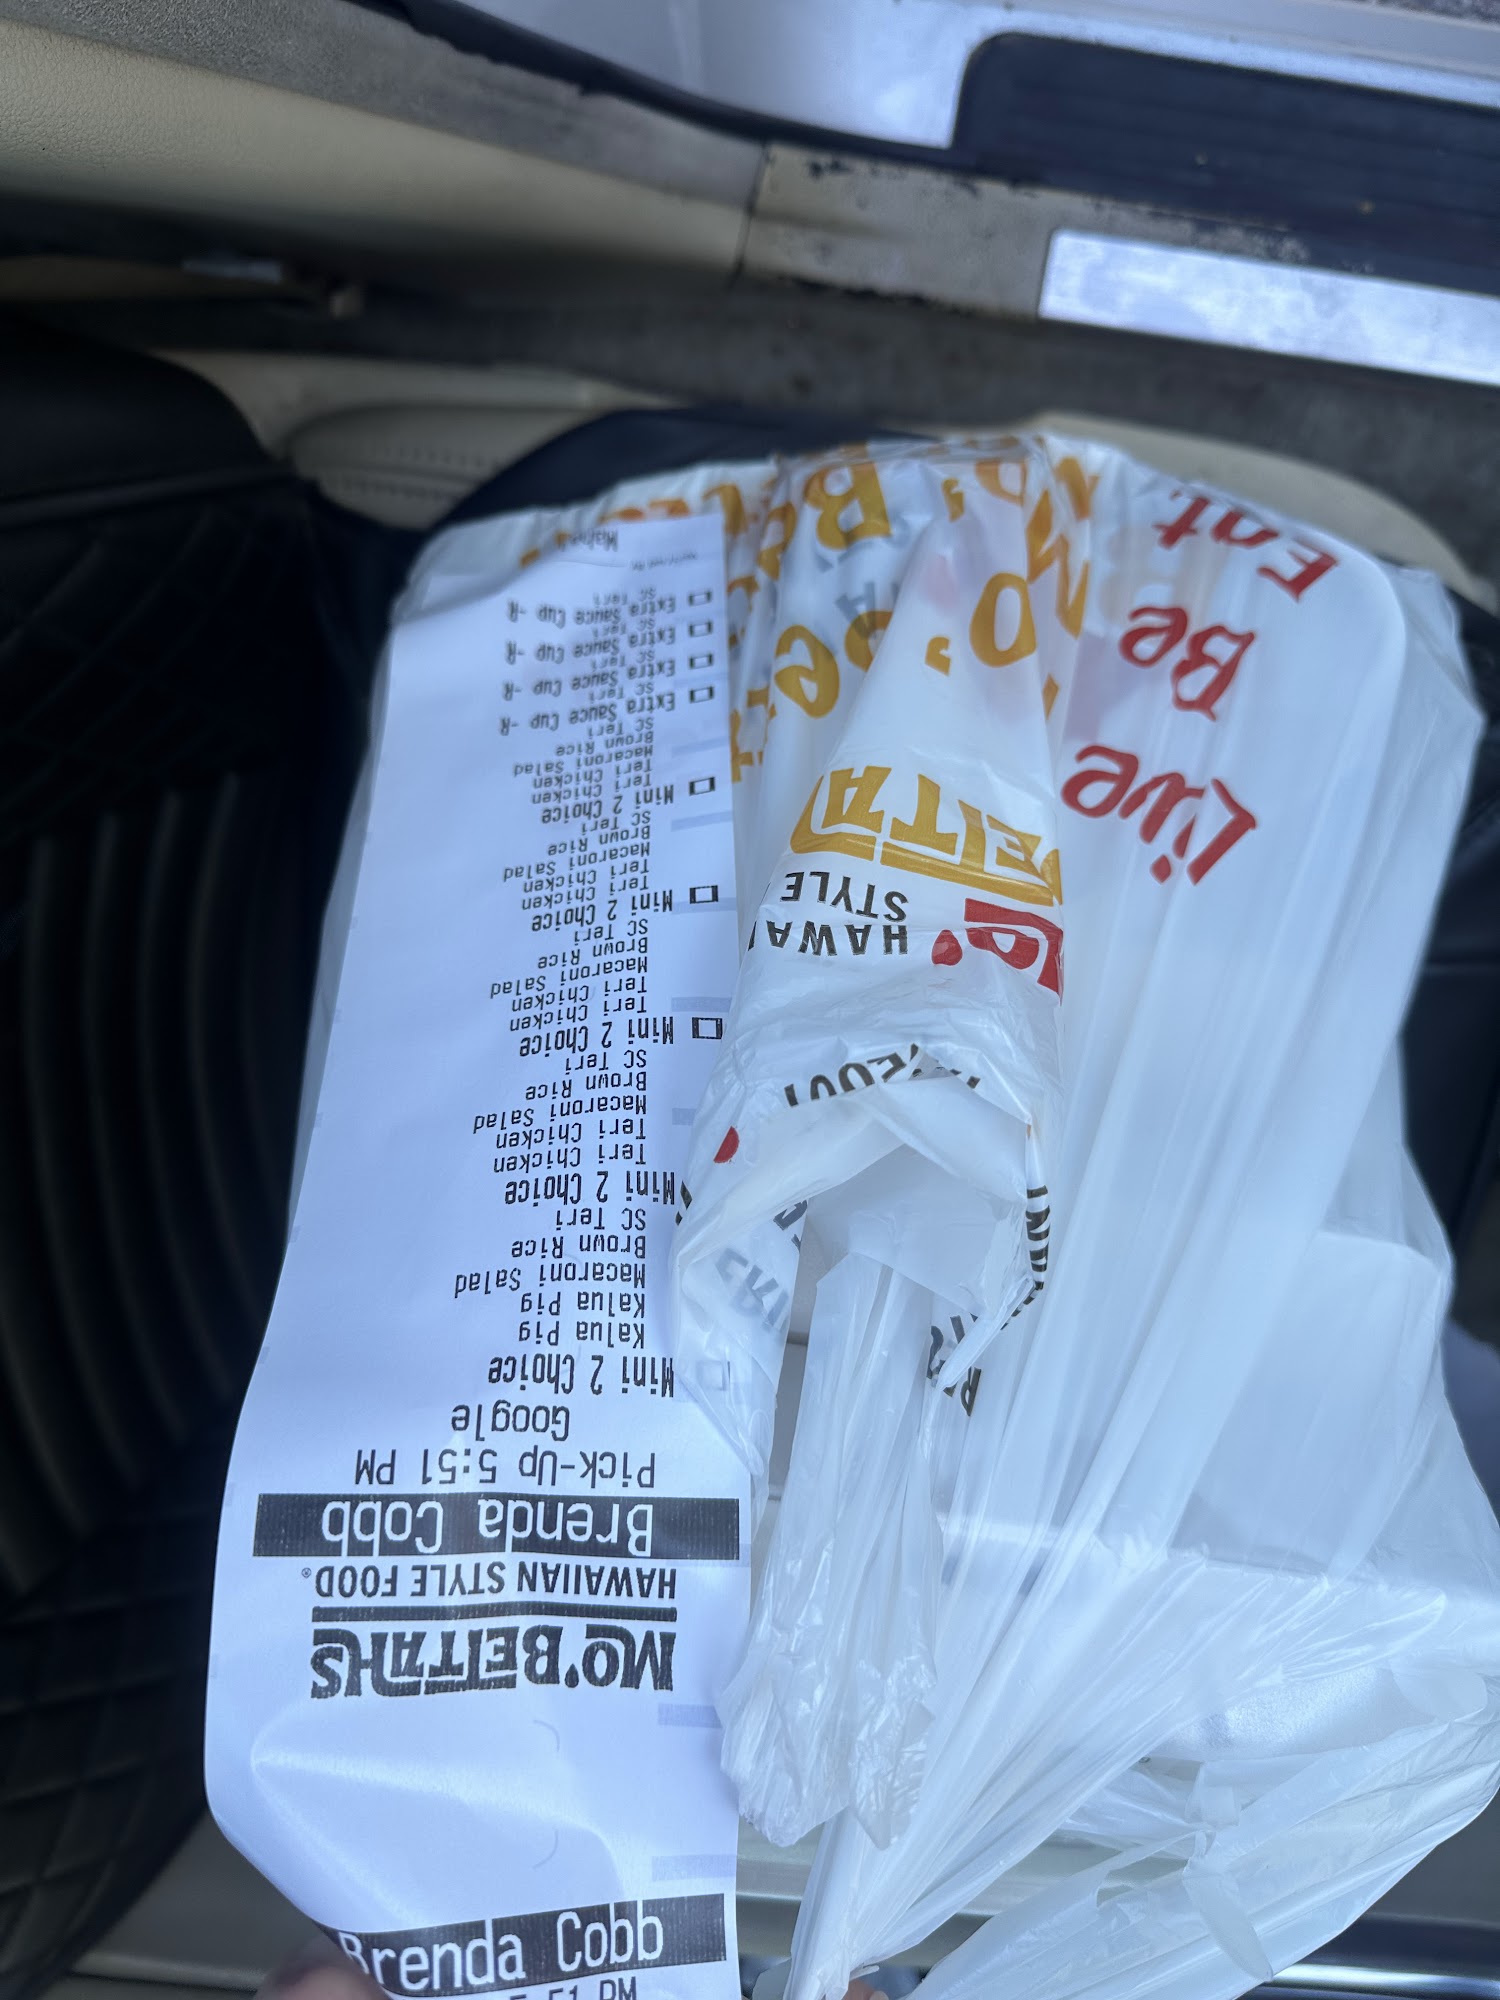 Brenda Cobb
MO' BETTAHS
HAWAIIAN STYLE FOOD®
Brenda Cobb
Pick-Up 5:51 PM
Google
Mini 2 Choice
Kalua Pig
Kalua Pig
Macaroni Salad
Brown Rice
SC Teri
Mini 2 Choice
Teri Chicken
Teri Chicken
Macaroni Salad
Brown Rice
SC Teri
Mini 2 Choice
Teri Chicken
Teri Chicken
Macaroni Salad
Brown Rice
SC Teri
Mini 2 Choice
Teri Chicken
Teri Chicken
Macaroni Salad
Brown Rice
SC Teri
Mini 2 Choice
Teri Chicken
Teri Chicken
Macaroni Salad
Brown Rice
SC Teri
Extra Sauce Cup -R
SC Teri
Extra Sauce Cup -R
SC Teri
Extra Sauce Cup -R
SC Teri
Extra Sauce Cup -R
SC Teri
HAWAI
STYLE
Live
Be
Eat